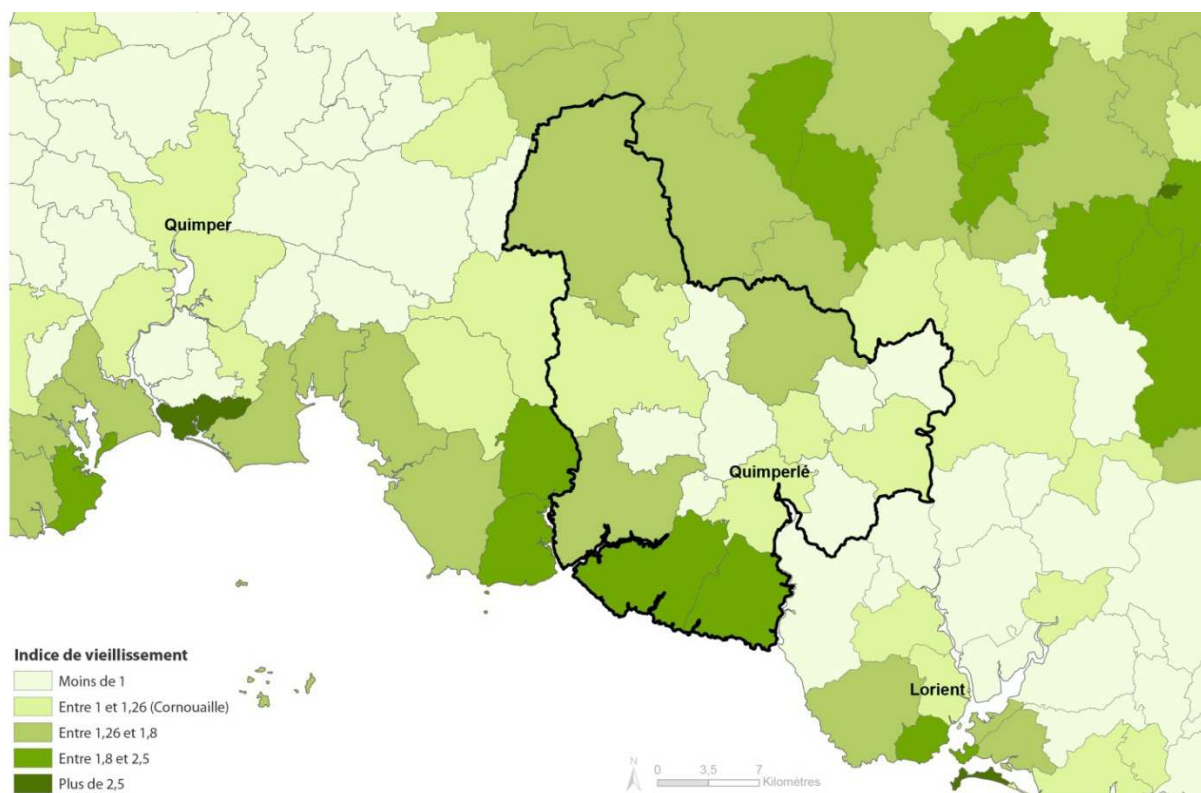 Quimper
Quimperlé
Lorient
Indice de vieillissement
Moins de 1
Entre 1 et 1,26 (Cornouaille)
Entre 1,26 et 1,8
Entre 1,8 et 2,5
Plus de 2,5
N
0 3,5 7
Kilomètres